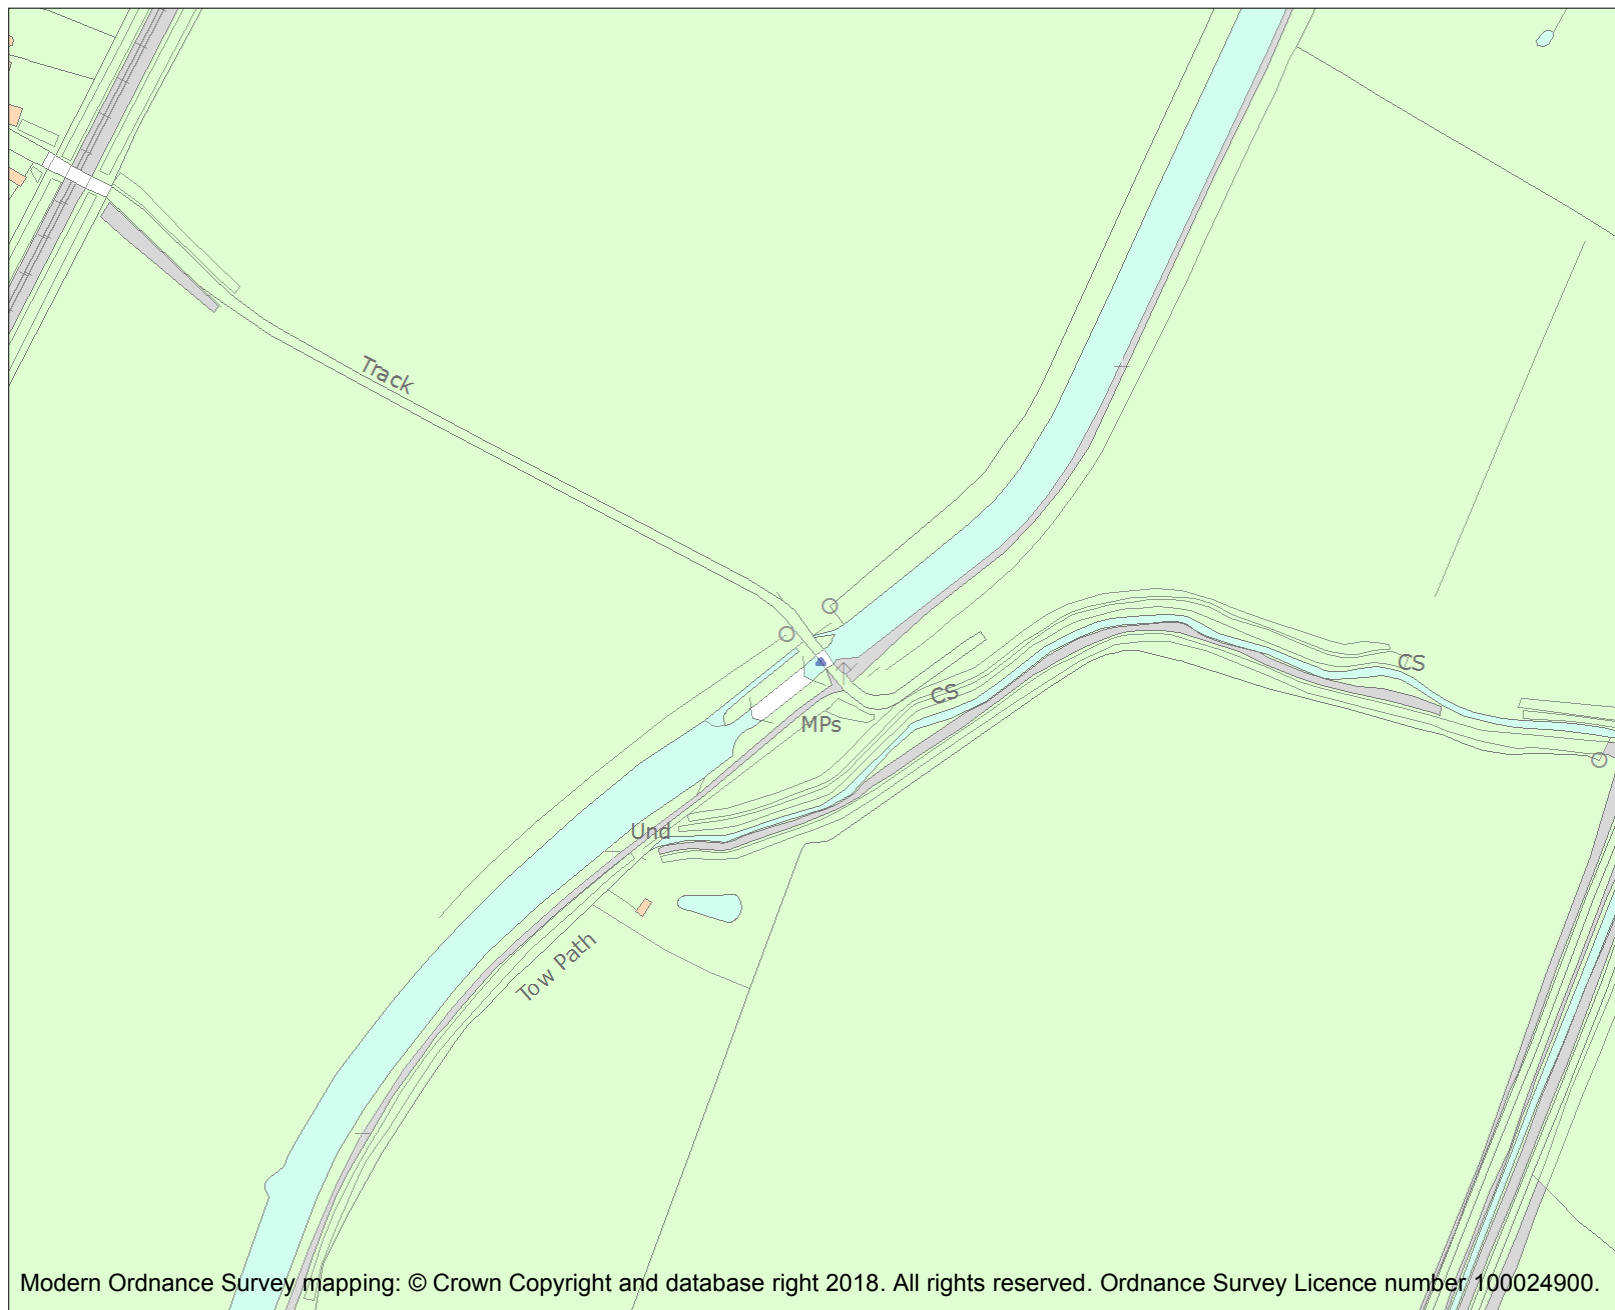 Track
CS
CS
MPs
Und
Tow Path
Modern Ordnance Survey mapping: © Crown Copyright and database right 2018. All rights reserved. Ordnance Survey Licence number 100024900.